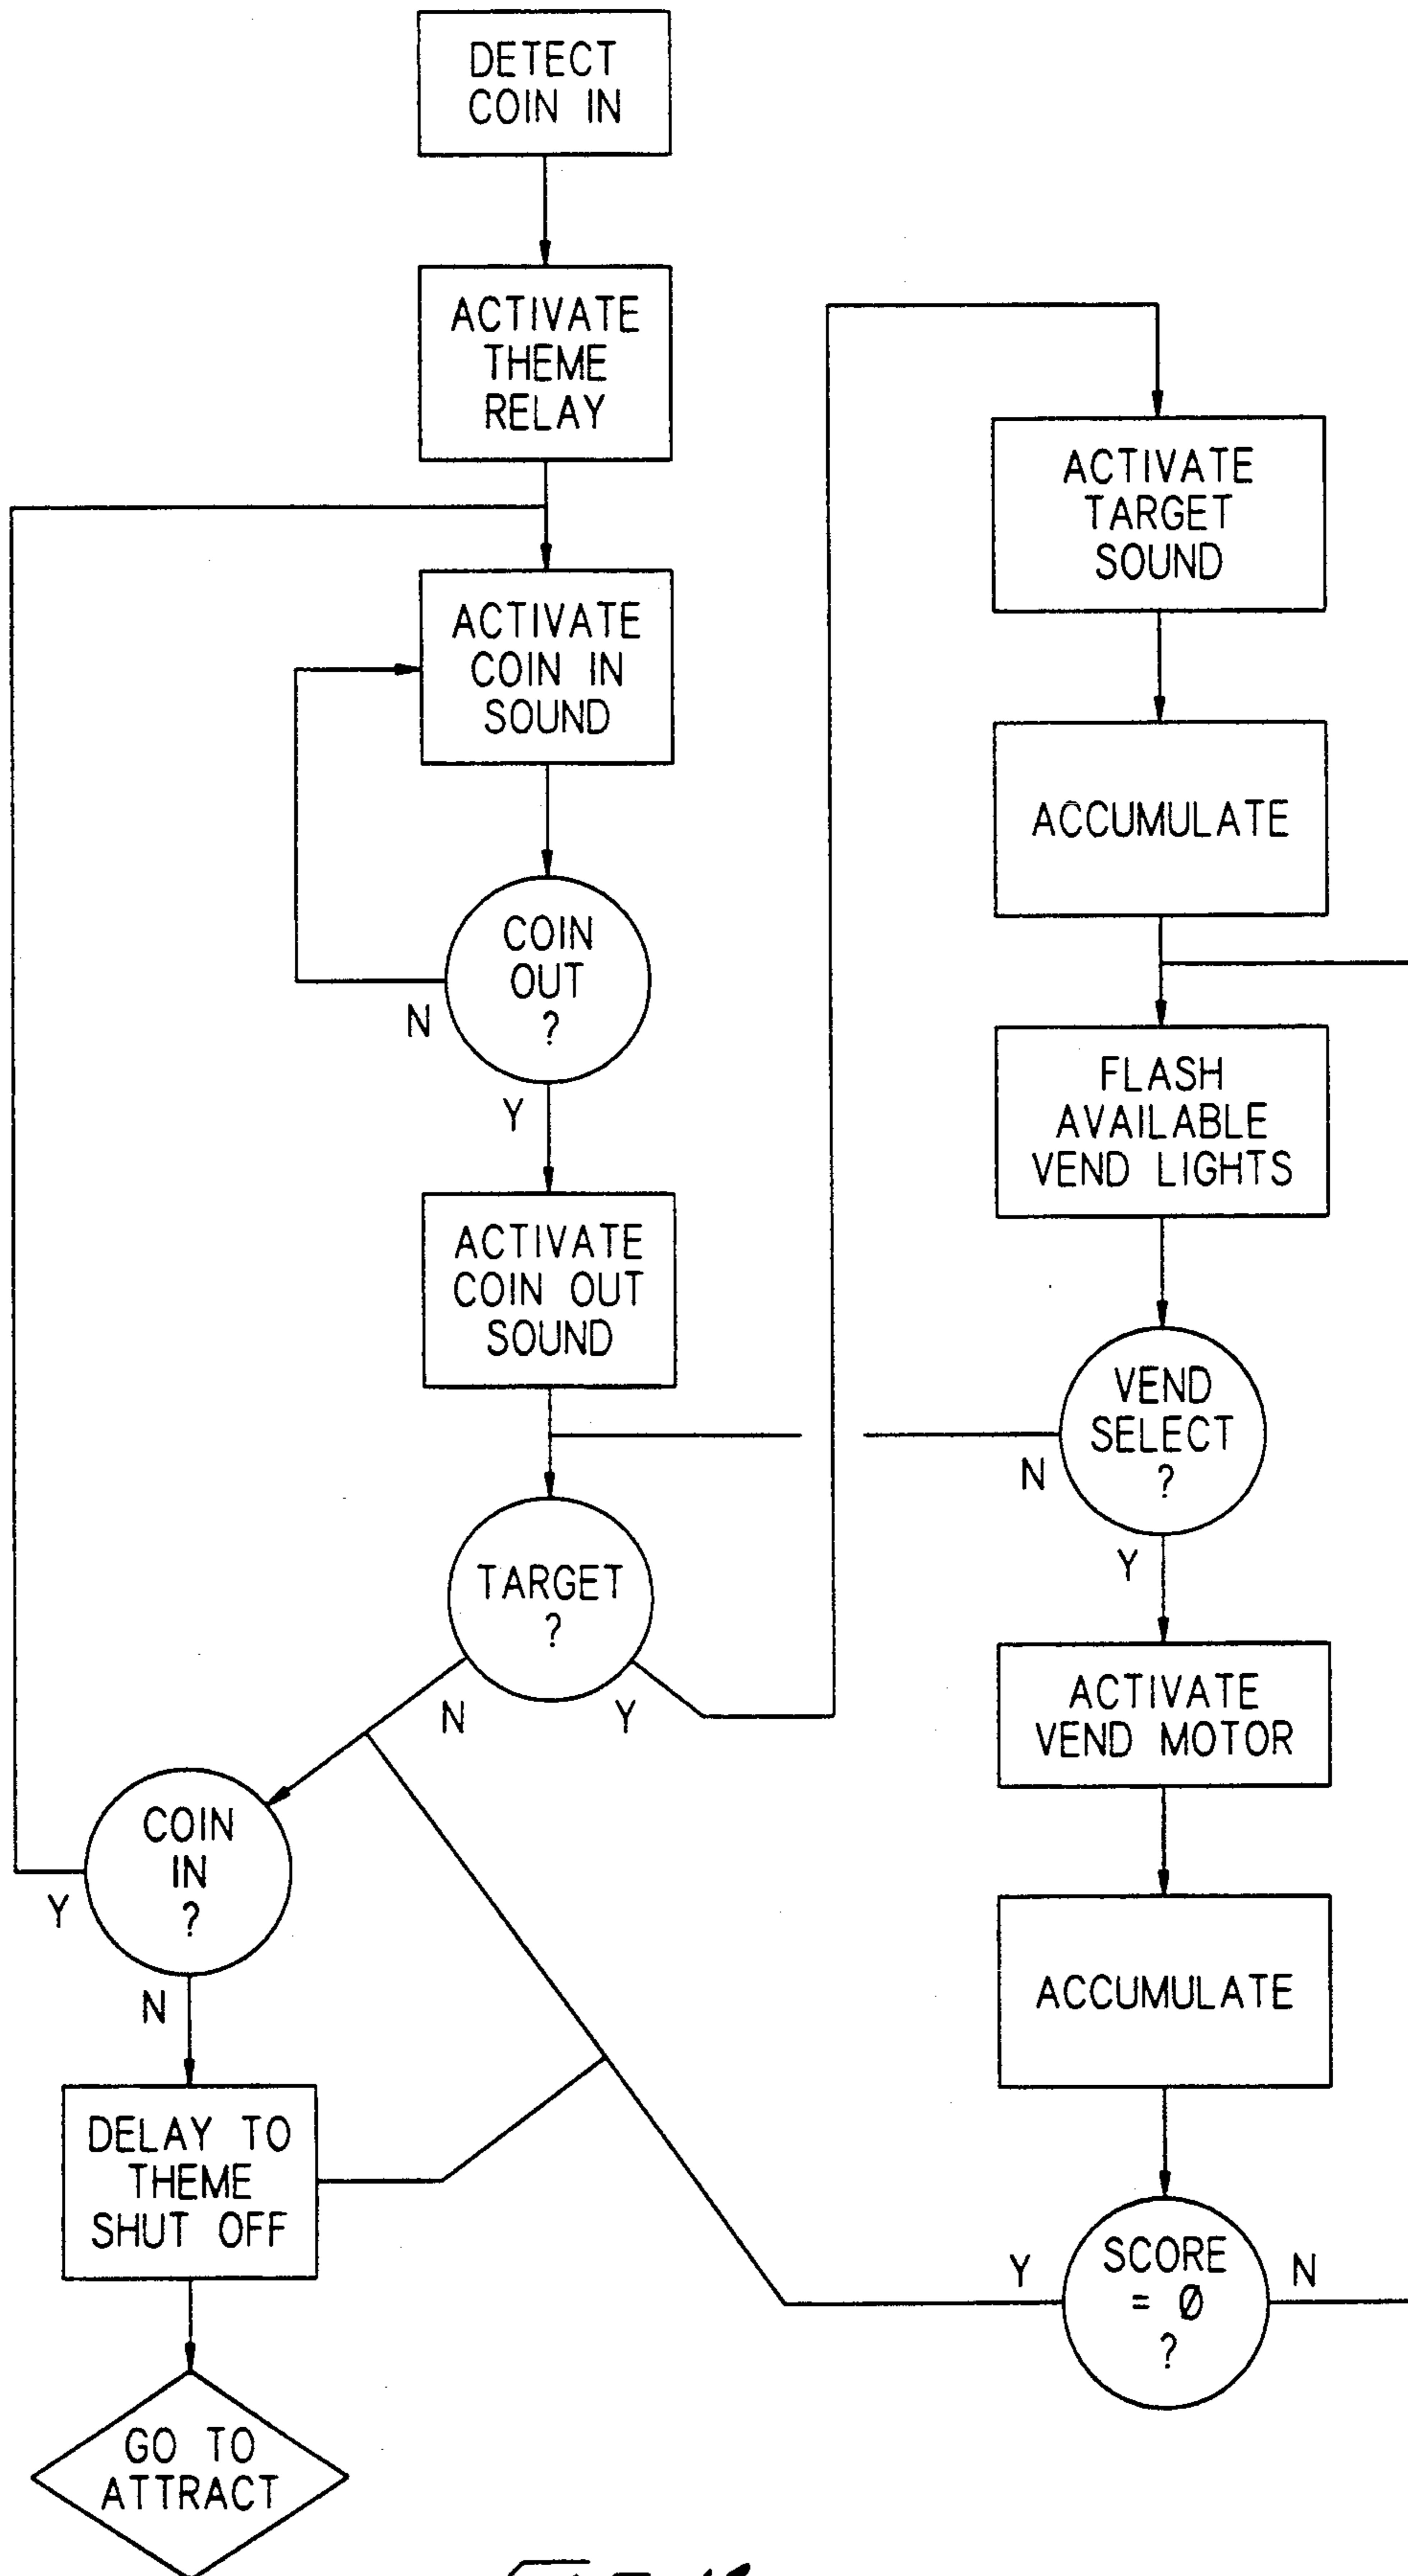 DETECT
COIN IN
ACTIVATE
THEME
RELAY
ACTIVATE
COIN IN
SOUND
COIN
OUT
?
N
Y
ACTIVATE
COIN OUT
SOUND
TARGET
?
N
Y
COIN
IN
?
Y
N
DELAY TO
THEME
SHUT OFF
GO TO
ATTRACT
ACTIVATE
TARGET
SOUND
ACCUMULATE
FLASH
AVAILABLE
VEND LIGHTS
VEND
SELECT
?
N
Y
ACTIVATE
VEND MOTOR
ACCUMULATE
SCORE
= Ø
?
Y
N